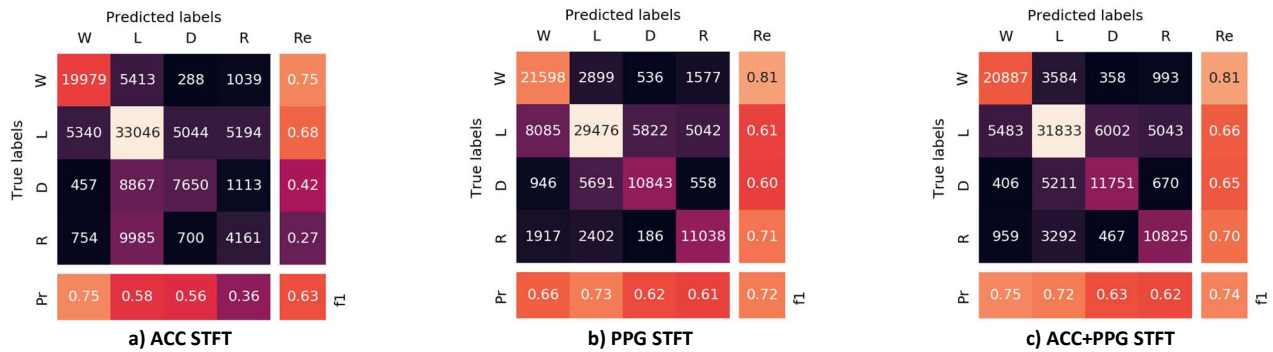 Predicted labels
W L D R Re
True labels
W 19979 5413 288 1039 0.75
L 5340 33046 5044 5194 0.68
D 457 8867 7650 1113 0.42
R 754 9985 700 4161 0.27
Pr 0.75 0.58 0.56 0.36 0.63 f1
a) ACC STFT
Predicted labels
W L D R Re
True labels
W 21598 2899 536 1577 0.81
L 8085 29476 5822 5042 0.61
D 946 5691 10843 558 0.60
R 1917 2402 186 11038 0.71
Pr 0.66 0.73 0.62 0.61 0.72 f1
b) PPG STFT
Predicted labels
W L D R Re
True labels
W 20887 3584 358 993 0.81
L 5483 31833 6002 5043 0.66
D 406 5211 11751 670 0.65
R 959 3292 467 10825 0.70
Pr 0.75 0.72 0.63 0.62 0.74 f1
c) ACC+PPG STFT